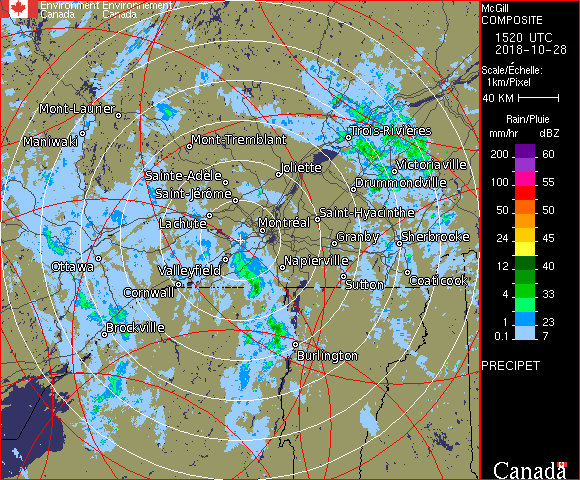 Environment Environnement
Canada Canada
McGill
COMPOSITE
1520 UTC
2018-10-28
Scale/Échelle:
1km/Pixel
40 KM
Rain/Pluie
mm/hr dBZ
200 60
100 55
50 50
24 45
12 40
4 33
1 23
0.1 7
PRECIPET
Canada
Mont-Laurier
Maniwaki
Mont-Tremblant
Trois-Rivières
Joliette
Victoriaville
Sainte-Adèle
Drummondville
Saint-Jérôme
Lachute
Saint-Hyacinthe
Montréal
Granby
Sherbrooke
Ottawa
Valleyfield
Napierville
Coaticook
Cornwall
Sutton
Brockville
Burlington